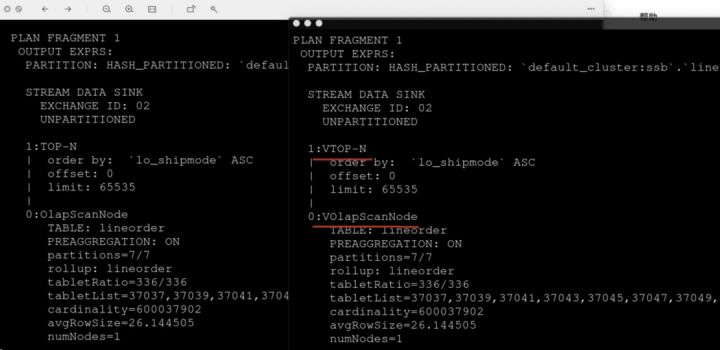 幫助
PLAN FRAGMENT 1
OUTPUT EXPRS:
PARTITION: HASH_PARTITIONED: `defaul
STREAM DATA SINK
EXCHANGE ID: 02
UNPARTITIONED
1:TOP-N
| order by: `lo_shipmode` ASC
| offset: 0
| limit: 65535
|
0:OlapScanNode
TABLE: lineorder
PREAGGREGATION: ON
partitions=7/7
rollup: lineorder
tabletRatio=336/336
tabletList=37037,37039,37041,3704
cardinality=600037902
avgRowSize=26.144505
numNodes=1
PLAN FRAGMENT 1
OUTPUT EXPRS:
PARTITION: HASH_PARTITIONED: `default_cluster:ssb`.`line
STREAM DATA SINK
EXCHANGE ID: 02
UNPARTITIONED
1:VTOP-N
| order by: `lo_shipmode` ASC
| offset: 0
| limit: 65535
|
0:VOlapScanNode
TABLE: lineorder
PREAGGREGATION: ON
partitions=7/7
rollup: lineorder
tabletRatio=336/336
tabletList=37037,37039,37041,37043,37045,37047,37049,
cardinality=600037902
avgRowSize=26.144505
numNodes=1